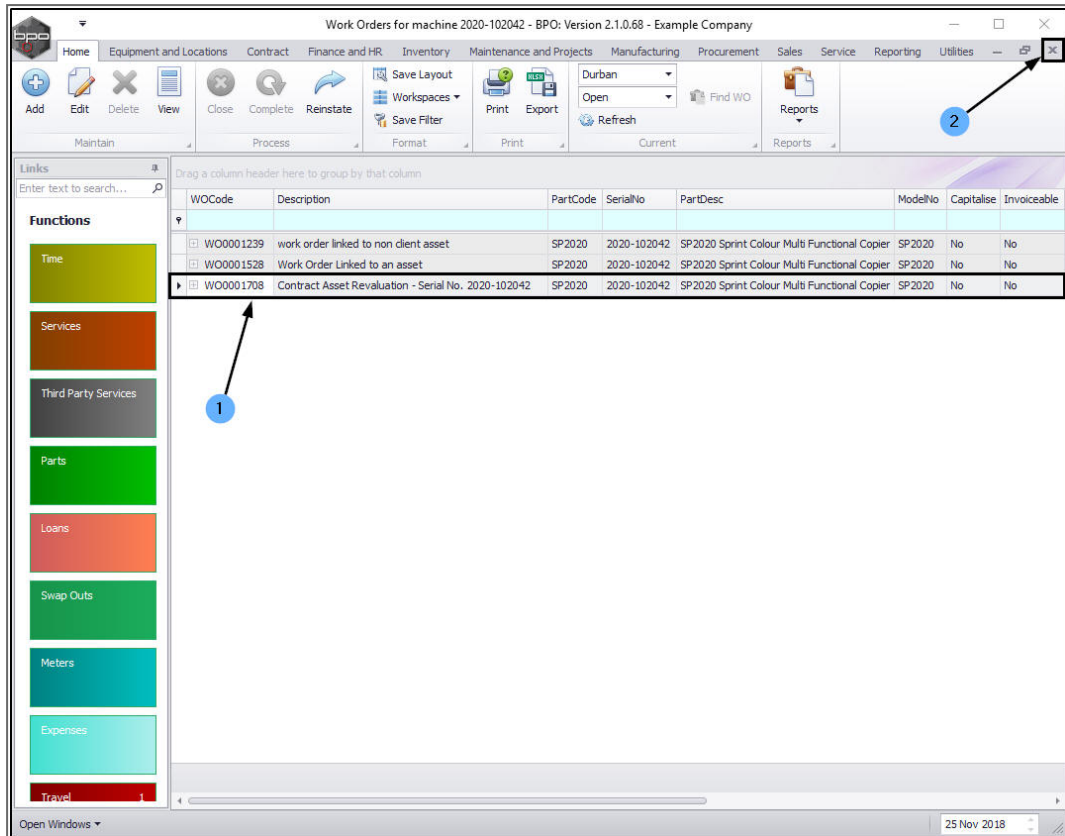 bpo
Work Orders for machine 2020-102042 - BPO: Version 2.1.0.68 - Example Company
Home Equipment and Locations Contract Finance and HR Inventory Maintenance and Projects Manufacturing Procurement Sales Service Reporting Utilities
Add Edit Delete View Close Complete Reinstate Save Layout Workspaces Save Filter Print Export Durban Open Refresh Find WO Reports
XLSX
Maintain Process Format Print Current Reports
2
Links
Enter text to search...
Drag a column header here to group by that column
WOCode Description PartCode SerialNo PartDesc ModelNo Capitalise Invoiceable
Functions
WO0001239 work order linked to non client asset SP2020 2020-102042 SP2020 Sprint Colour Multi Functional Copier SP2020 No No
WO0001528 Work Order Linked to an asset SP2020 2020-102042 SP2020 Sprint Colour Multi Functional Copier SP2020 No No
WO0001708 Contract Asset Revaluation - Serial No. 2020-102042 SP2020 2020-102042 SP2020 Sprint Colour Multi Functional Copier SP2020 No No
1
Time
Services
Third Party Services
Parts
Loans
Swap Outs
Meters
Expenses
Travel 1
Open Windows
25 Nov 2018